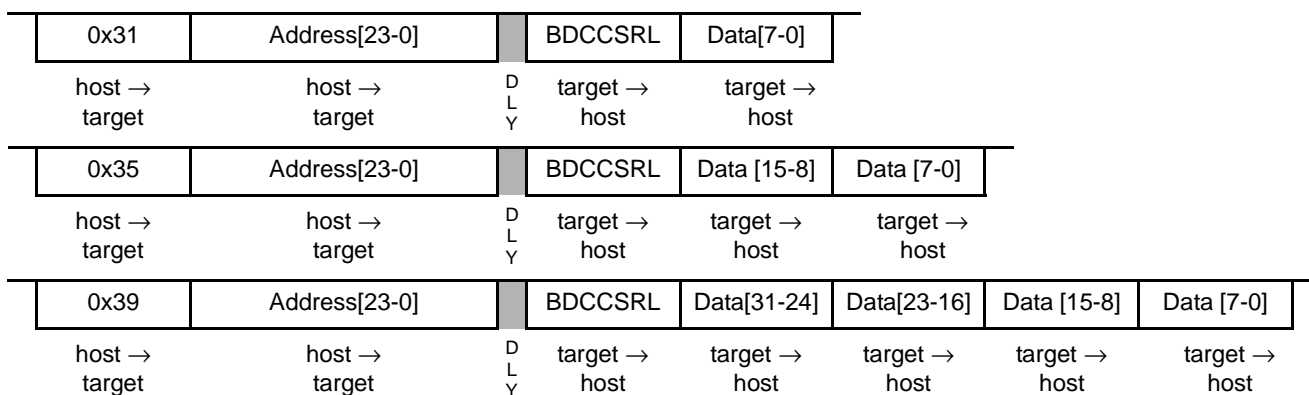 0x31 Address[23-0] BDCCSRL Data[7-0]
host → host → D L Y target → target →
target target host host
0x35 Address[23-0] BDCCSRL Data [15-8] Data [7-0]
host → host → D L Y target → target → target →
target target host host host
0x39 Address[23-0] BDCCSRL Data[31-24] Data[23-16] Data [15-8] Data [7-0]
host → host → D L Y target → target → target → target → target →
target target host host host host host